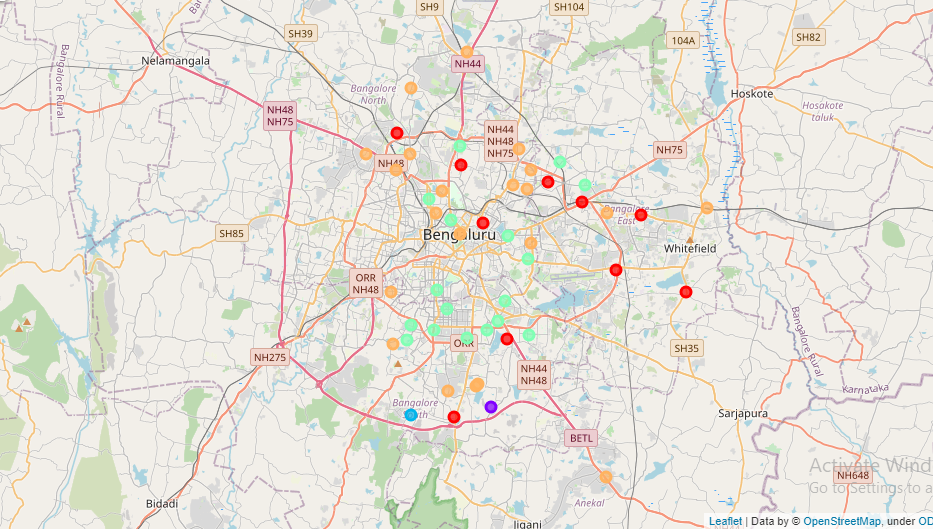 SH9
SH104
SH39
104A
SH82
Nelamangala
NH44
Bangalore Rural
Bangalore
North
Hoskote
NH48
NH75
Hosakote
taluk
NH44
NH48
NH75
NH75
NH48
Bangalore
East
SH85
Bengaluru
Whitefield
ORR
NH48
Bangalore Rural
ORR
NH275
SH35
NH44
NH48
Karnataka
Bangalore
South
Sarjapura
BETL
Activate Wind
NH648
Go to Settings to a
Bidadi
Anekal
Jigani
Leaflet | Data by © OpenStreetMap, under OD